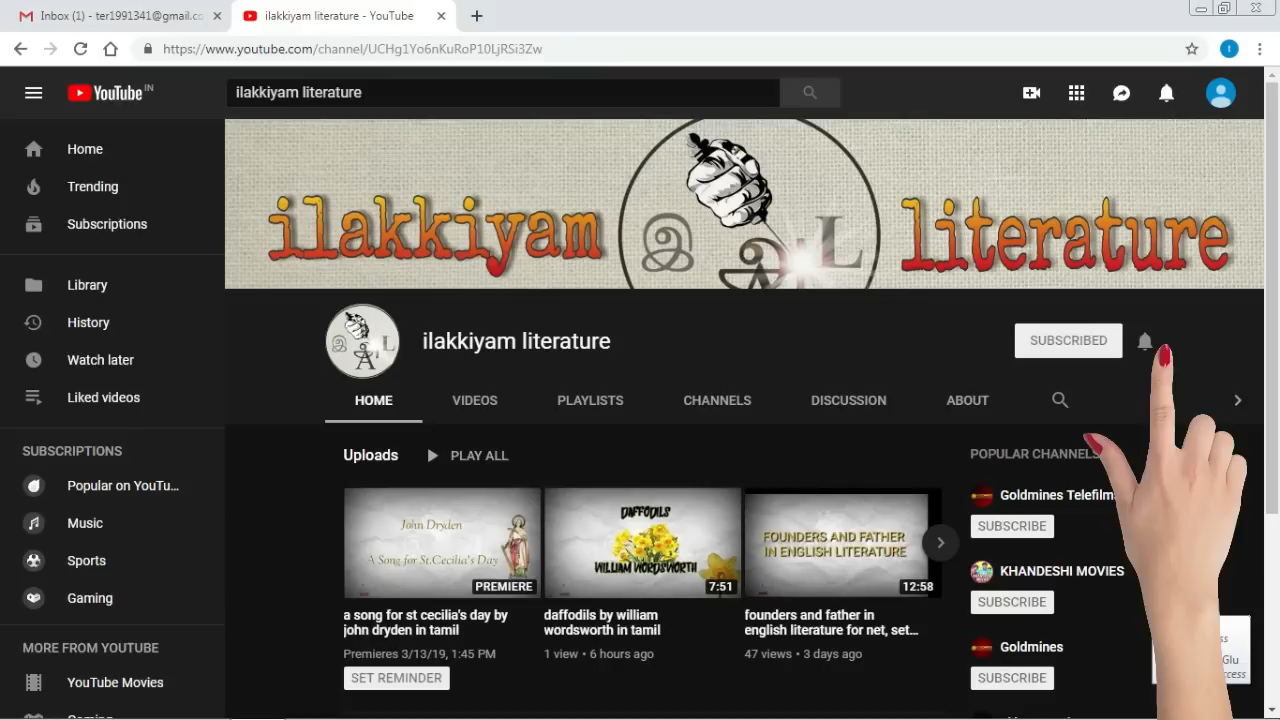 Inbox (1) - ter1991341@gmail.co
ilakkiyam literature - YouTube
https://www.youtube.com/channel/UCHg1Yo6nKuRoP10LjRSi3Zw
t
YouTube IN
ilakkiyam literature
Home
Trending
Subscriptions
Library
History
Watch later
Liked videos
SUBSCRIPTIONS
Popular on YouTu...
Music
Sports
Gaming
MORE FROM YOUTUBE
YouTube Movies
ilakkiyam
இ அ L
literature
ilakkiyam literature
SUBSCRIBED
HOME VIDEOS PLAYLISTS CHANNELS DISCUSSION ABOUT
Uploads PLAY ALL
John Dryden
A Song for St.Cecilia's Day
PREMIERE
a song for st cecilia's day by
john dryden in tamil
Premieres 3/13/19, 1:45 PM
SET REMINDER
DAFFODILS
WILLIAM WORDSWORTH
7:51
daffodils by william
wordsworth in tamil
1 view • 6 hours ago
FOUNDERS AND FATHER
IN ENGLISH LITERATURE
12:58
founders and father in
english literature for net, set...
47 views • 3 days ago
POPULAR CHANNELS
Goldmines Telefilms
SUBSCRIBE
KHANDESHI MOVIES
SUBSCRIBE
Goldmines
SUBSCRIBE